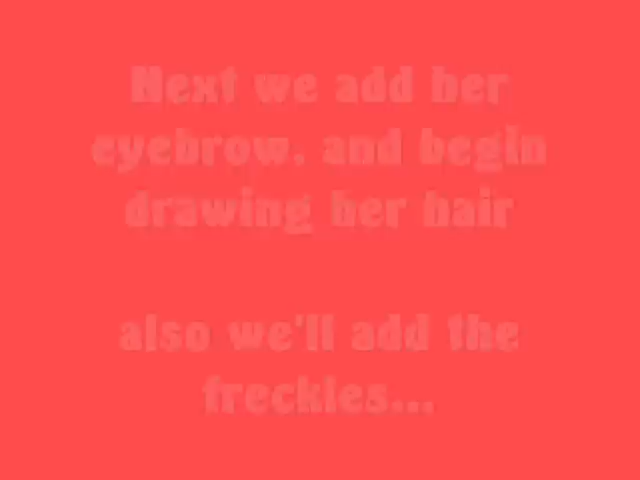 Next we add her
eyebrow, and begin
drawing her hair
also we'll add the
freckles...